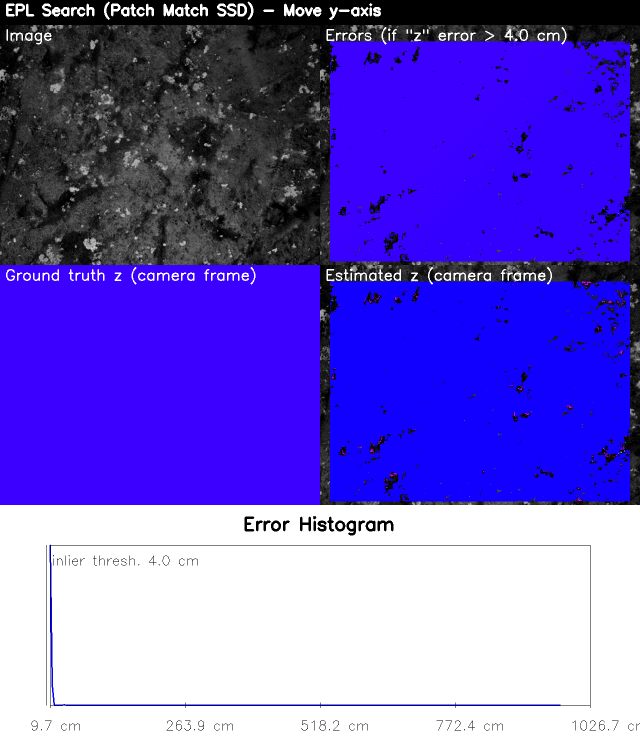 EPL Search (Patch Match SSD) - Move y-axis
Image
Errors (if "z" error > 4.0 cm)
Ground truth z (camera frame)
Estimated z (camera frame)
Error Histogram
inlier thresh. 4.0 cm
9.7 cm 263.9 cm 518.2 cm 772.4 cm 1026.7 cr